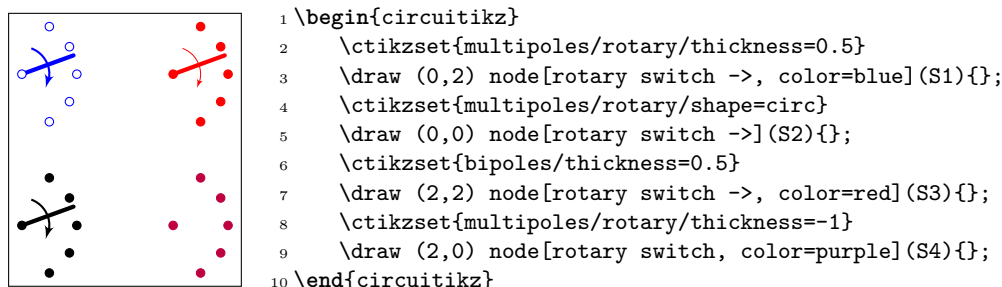 1 \begin{circuitikz}
2     \ctikzset{multipoles/rotary/thickness=0.5}
3     \draw (0,2) node[rotary switch ->, color=blue](S1){};
4     \ctikzset{multipoles/rotary/shape=circ}
5     \draw (0,0) node[rotary switch ->](S2){};
6     \ctikzset{bipoles/thickness=0.5}
7     \draw (2,2) node[rotary switch ->, color=red](S3){};
8     \ctikzset{multipoles/rotary/thickness=-1}
9     \draw (2,0) node[rotary switch, color=purple](S4){};
10 \end{circuitikz}